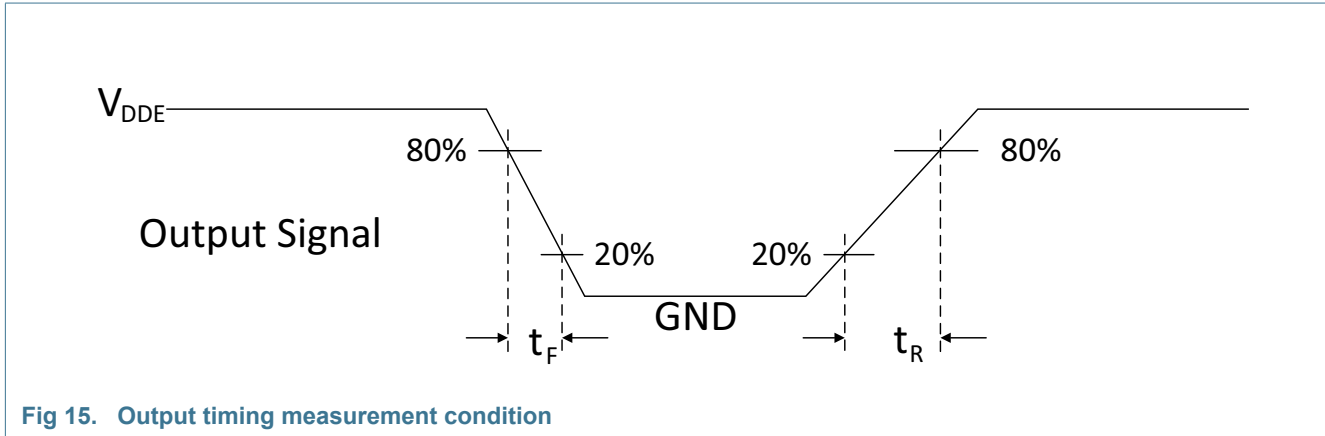 VDDE
80% 80%
Output Signal
20% 20%
GND
tF tR
Fig 15. Output timing measurement condition